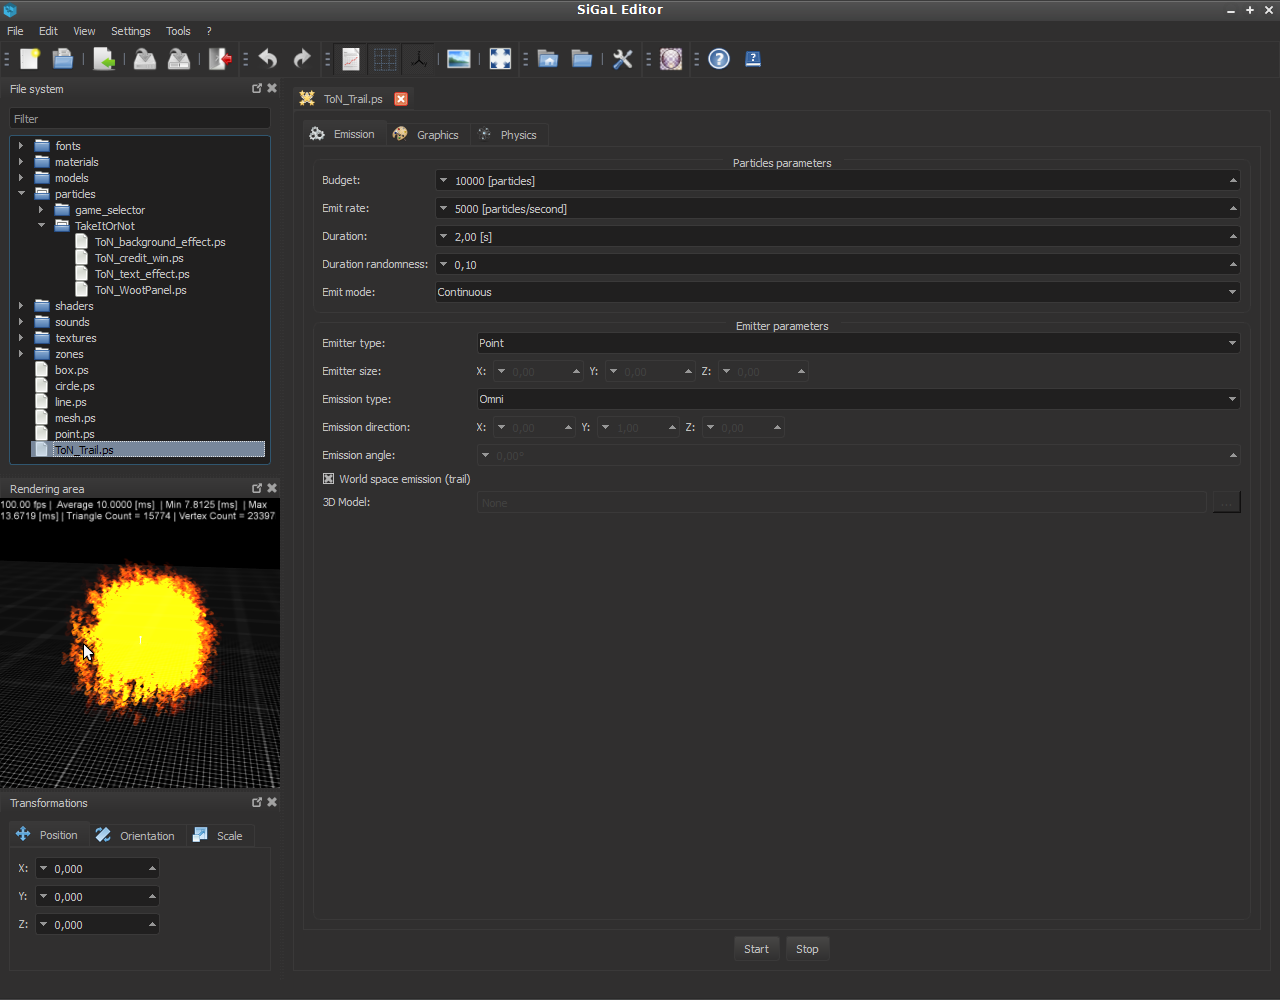 SiGaL Editor
File Edit View Settings Tools ?
File system
Filter
fonts
materials
models
particles
game_selector
TakeItOrNot
ToN_background_effect.ps
ToN_credit_win.ps
ToN_text_effect.ps
ToN_WootPanel.ps
shaders
sounds
textures
zones
box.ps
circle.ps
line.ps
mesh.ps
point.ps
ToN_Trail.ps
Rendering area
100.00 fps | Average 10.0000 [ms] | Min 7.8125 [ms] | Max
13.6719 [ms] | Triangle Count = 15774 | Vertex Count = 23397
Transformations
Position Orientation Scale
X: 0,000
Y: 0,000
Z: 0,000
ToN_Trail.ps
Emission Graphics Physics
Particles parameters
Budget: 10000 [particles]
Emit rate: 5000 [particles/second]
Duration: 2,00 [s]
Duration randomness: 0,10
Emit mode: Continuous
Emitter parameters
Emitter type: Point
Emitter size: X: 0,00 Y: 0,00 Z: 0,00
Emission type: Omni
Emission direction: X: 0,00 Y: 1,00 Z: 0,00
Emission angle: 0,00°
World space emission (trail)
3D Model: None ...
Start Stop